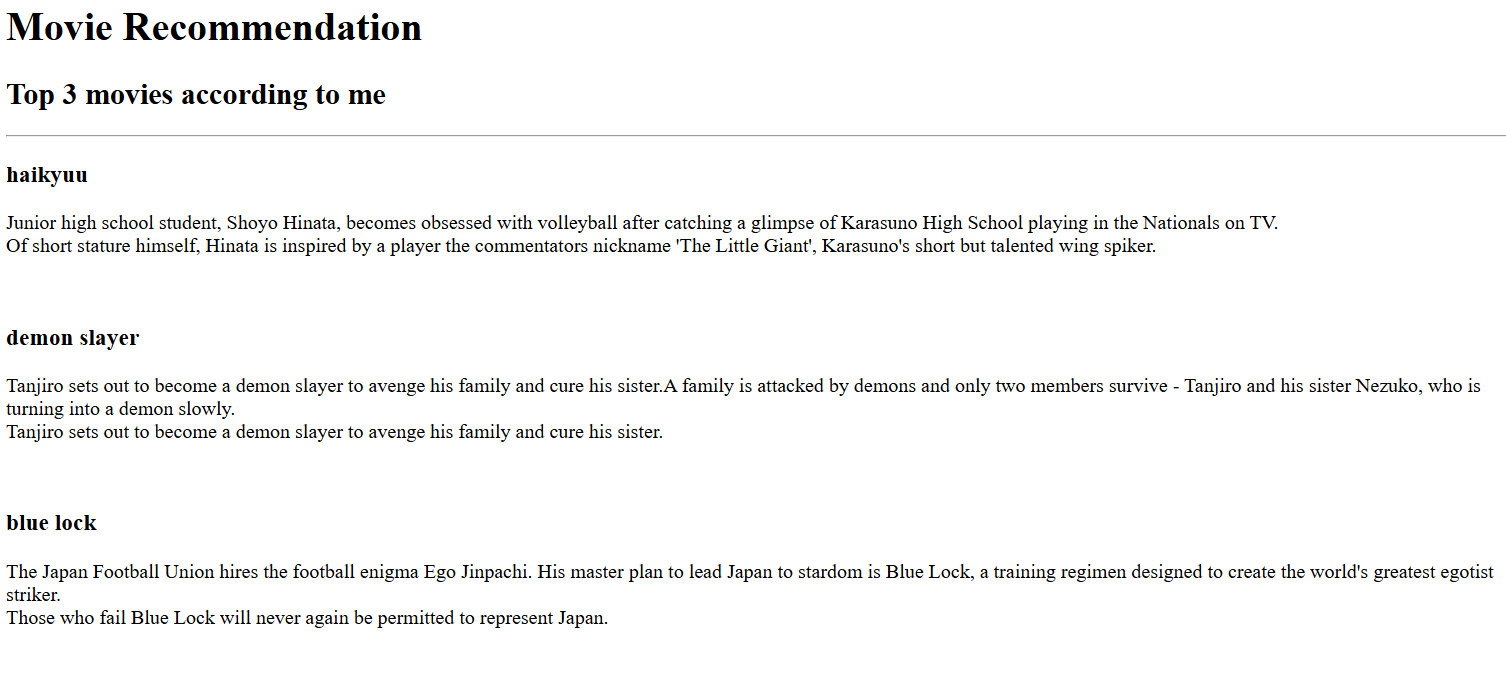 Movie Recommendation
Top 3 movies according to me
haikyuu
Junior high school student, Shoyo Hinata, becomes obsessed with volleyball after catching a glimpse of Karasuno High School playing in the Nationals on TV.
Of short stature himself, Hinata is inspired by a player the commentators nickname 'The Little Giant', Karasuno's short but talented wing spiker.
demon slayer
Tanjiro sets out to become a demon slayer to avenge his family and cure his sister.A family is attacked by demons and only two members survive - Tanjiro and his sister Nezuko, who is
turning into a demon slowly.
Tanjiro sets out to become a demon slayer to avenge his family and cure his sister.
blue lock
The Japan Football Union hires the football enigma Ego Jinpachi. His master plan to lead Japan to stardom is Blue Lock, a training regimen designed to create the world's greatest egotist
striker.
Those who fail Blue Lock will never again be permitted to represent Japan.